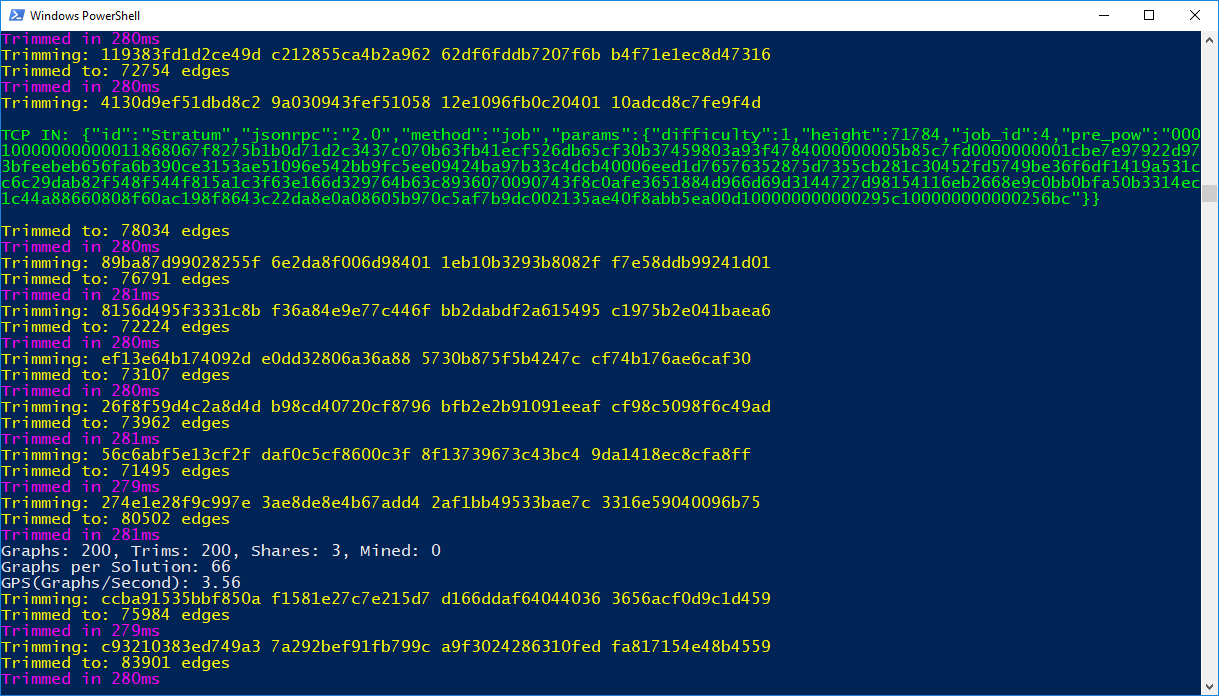 Windows PowerShell
Trimmed in 280ms
Trimming: 119383fd1d2ce49d c212855ca4b2a962 62df6fddb7207f6b b4f71e1ec8d47316
Trimmed to: 72754 edges
Trimmed in 280ms
Trimming: 4130d9ef51dbd8c2 9a030943fef51058 12e1096fb0c20401 10adcd8c7fe9f4d
TCP IN: {"id":"Stratum","jsonrpc":"2.0","method":"job","params":{"difficulty":1,"height":71784,"job_id":4,"pre_pow":"000
10000000000011868067f8275b1b0d71d2c3437c070b63fb41ecf526db65cf30b37459803a93f4784000000005b85c7fd0000000001cbe7e97922d97
3bfeebeb656fa6b390ce3153ae51096e542bb9fc5ee09424ba97b33c4dcb40006eed1d76576352875d7355cb281c30452fd5749be36f6df1419a531c
c6c29dab82f548f544f815a1c3f63e166d329764b63c8936070090743f8c0afe3651884d966d69d3144727d98154116eb2668e9c0bb0bfa50b3314ec
1c44a88660808f60ac198f8643c22da8e0a08605b970c5af7b9dc002135ae40f8abb5ea00d100000000000295c100000000000256bc"}}
Trimmed to: 78034 edges
Trimmed in 280ms
Trimming: 89ba87d99028255f 6e2da8f006d98401 1eb10b3293b8082f f7e58ddb99241d01
Trimmed to: 76791 edges
Trimmed in 281ms
Trimming: 8156d495f3331c8b f36a84e9e77c446f bb2dabdf2a615495 c1975b2e041baea6
Trimmed to: 72224 edges
Trimmed in 280ms
Trimming: ef13e64b174092d e0dd32806a36a88 5730b875f5b4247c cf74b176ae6caf30
Trimmed to: 73107 edges
Trimmed in 280ms
Trimming: 26f8f59d4c2a8d4d b98cd40720cf8796 bfb2e2b91091eeaf cf98c5098f6c49ad
Trimmed to: 73962 edges
Trimmed in 281ms
Trimming: 56c6abf5e13cf2f daf0c5cf8600c3f 8f13739673c43bc4 9da1418ec8cfa8ff
Trimmed to: 71495 edges
Trimmed in 279ms
Trimming: 274e1e28f9c997e 3ae8de8e4b67add4 2af1bb49533bae7c 3316e59040096b75
Trimmed to: 80502 edges
Trimmed in 281ms
Graphs: 200, Trims: 200, Shares: 3, Mined: 0
Graphs per Solution: 66
GPS(Graphs/Second): 3.56
Trimming: ccba91535bbf850a f1581e27c7e215d7 d166ddaf64044036 3656acf0d9c1d459
Trimmed to: 75984 edges
Trimmed in 279ms
Trimming: c93210383ed749a3 7a292bef91fb799c a9f3024286310fed fa817154e48b4559
Trimmed to: 83901 edges
Trimmed in 280ms